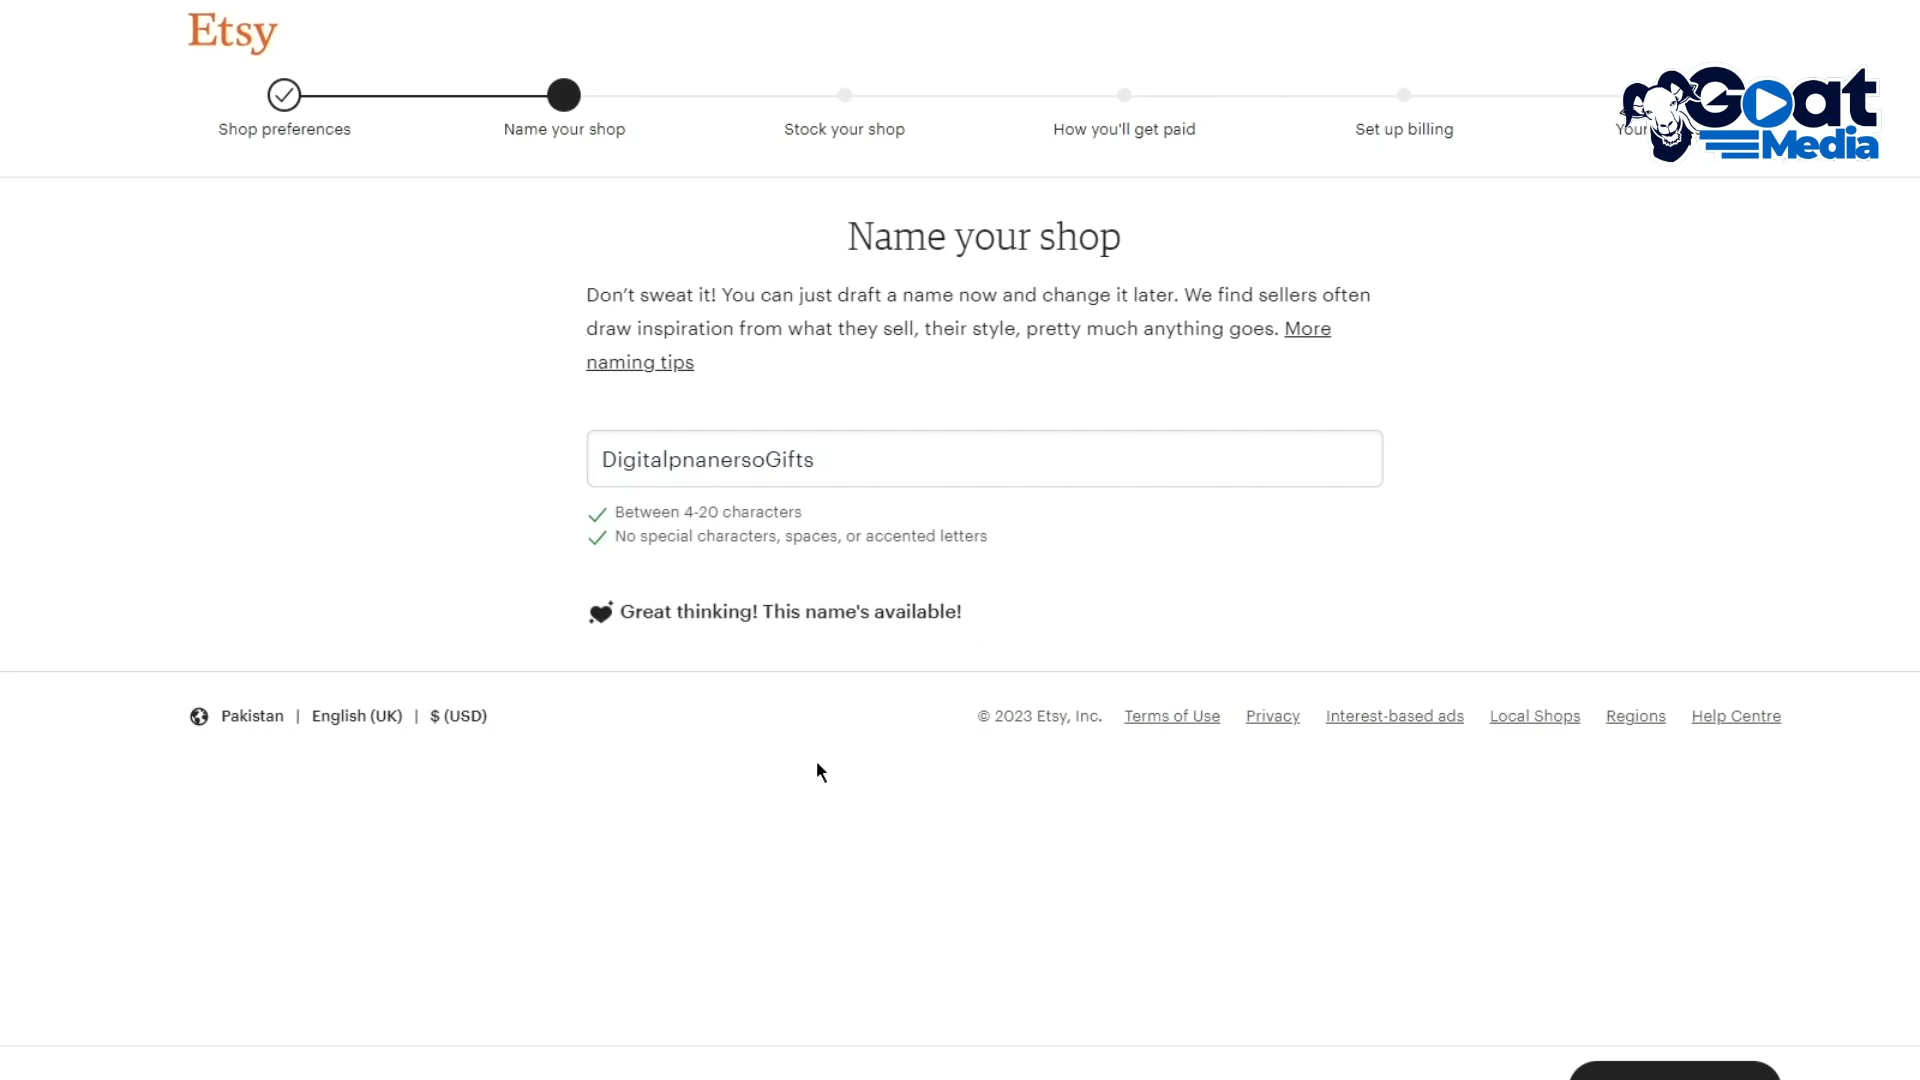 Etsy
Shop preferences
Name your shop
Stock your shop
How you'll get paid
Set up billing
Your
Goat
Media
Name your shop
Don’t sweat it! You can just draft a name now and change it later. We find sellers often
draw inspiration from what they sell, their style, pretty much anything goes. More
naming tips
DigitalpnanersoGifts
Between 4-20 characters
No special characters, spaces, or accented letters
Great thinking! This name's available!
Pakistan | English (UK) | $ (USD)
© 2023 Etsy, Inc. Terms of Use Privacy Interest-based ads Local Shops Regions Help Centre